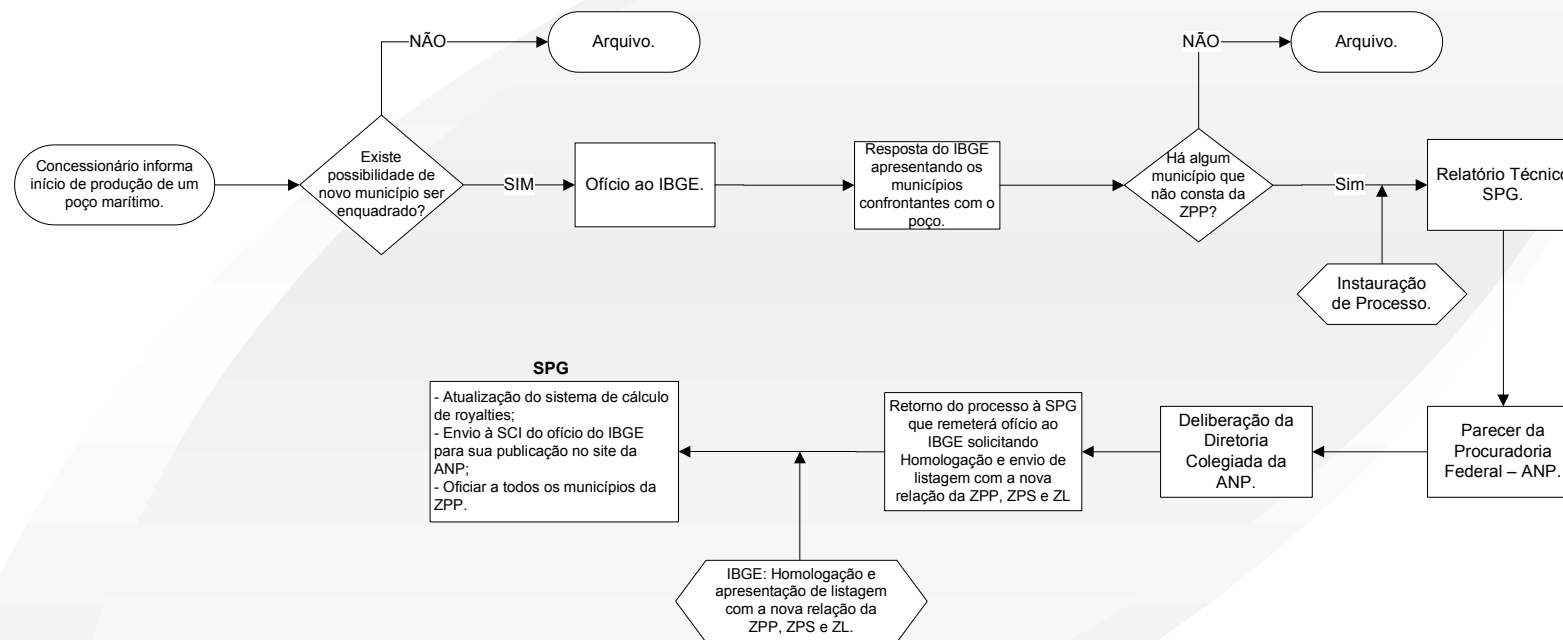 NÃO
Arquivo.
NÃO
Arquivo.
Concessionário informa
início de produção de um
poço marítimo.
Existe
possibilidade de
novo município ser
enquadrado?
SIM
Ofício ao IBGE.
Resposta do IBGE
apresentando os
municípios
confrontantes com o
poço.
Há algum
município que
não consta da
ZPP?
Sim
Relatório Técnico
SPG.
Instauração
de Processo.
SPG
- Atualização do sistema de cálculo
de royalties;
- Envio à SCI do ofício do IBGE
para sua publicação no site da
ANP;
- Oficiar a todos os municípios da
ZPP.
Retorno do processo à SPG
que remeterá ofício ao
IBGE solicitando
Homologação e envio de
listagem com a nova
relação da ZPP, ZPS e ZL
Deliberação da
Diretoria
Colegiada da
ANP.
Parecer da
Procuradoria
Federal – ANP.
IBGE: Homologação e
apresentação de listagem
com a nova relação da
ZPP, ZPS e ZL.